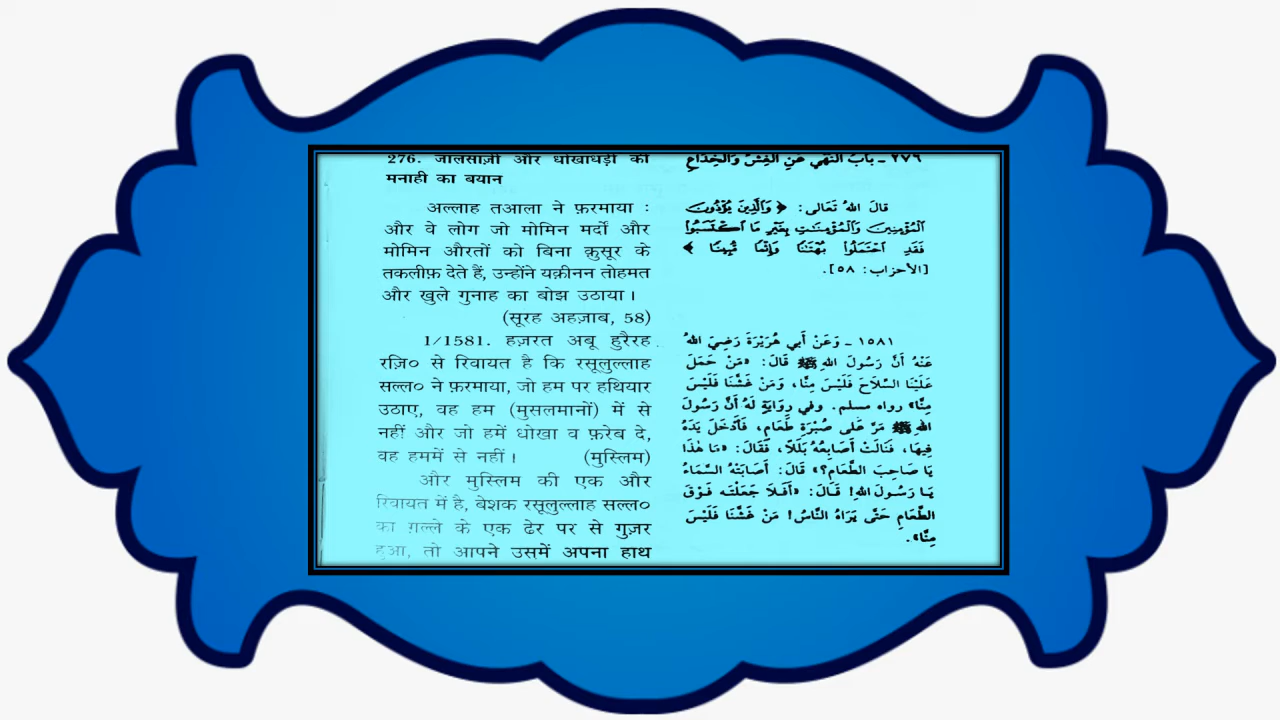 276. जालसाज़ी और धोखाधड़ी की
मनाही का बयान
अल्लाह तआला ने फ़रमाया :
और वे लोग जो मोमिन मर्दों और
मोमिन औरतों को बिना क़ुसूर के
तकलीफ़ देते हैं, उन्होंने यक़ीनन तोहमत
और खुले गुनाह का बोझ उठाया।
(सूरह अहज़ाब, 58)
1/1581. हज़रत अबू हुरैरह
रज़ि० से रिवायत है कि रसूलुल्लाह
सल्ल० ने फ़रमाया, जो हम पर हथियार
उठाए, वह हम (मुसलमानों) में से
नहीं और जो हमें धोखा व फ़रेब दे,
वह हममें से नहीं। (मुस्लिम)
और मुस्लिम की एक और
रिवायत में है, बेशक रसूलुल्लाह सल्ल०
का ग़ल्ले के एक ढेर पर से गुज़र
हुआ, तो आपने उसमें अपना हाथ
٢٧٦ ـ بابُ النَّهْيِ عَنِ الْغِشِّ وَالْخِدَاعِ
قالَ اللهُ تَعَالى: ﴿ وَالَّذِينَ يُؤْذُونَ
الْمُؤْمِنِينَ وَالْمُؤْمِنَاتِ بِغَيْرِ مَا اكْتَسَبُوا
فَقَدِ احْتَمَلُوا بُهْتَانًا وَإِثْمًا مُّبِينًا ﴾
[الأحزاب: ٥٨].
١٥٨١ ـ وَعَنْ أَبي هُرَيْرَةَ رَضِيَ اللهُ
عَنْهُ أَنَّ رَسُولَ اللهِ ﷺ قَالَ: «مَنْ حَمَلَ
عَلَيْنَا السِّلَاحَ فَلَيْسَ مِنَّا، وَمَنْ غَشَّنَا فَلَيْسَ
مِنَّا» رواه مسلم. وفي رِوَايَةٍ لَهُ أَنَّ رَسُولَ
اللهِ ﷺ مَرَّ عَلى صُبْرَةِ طَعَامٍ، فَأَدْخَلَ يَدَهُ
فِيهَا، فَنَالَتْ أَصَابِعُهُ بَلَلًا، فَقَالَ: «مَا هٰذَا
يَا صَاحِبَ الطَّعَامِ؟» قَالَ: أَصَابَتْهُ السَّمَاءُ
يَا رَسُولَ اللهِ! قَالَ: «أَفَلَا جَعَلْتَه فَوْقَ
الطَّعَامِ حَتَّى يَرَاهُ النَّاسُ! مَنْ غَشَّنَا فَلَيْسَ
مِنَّا».